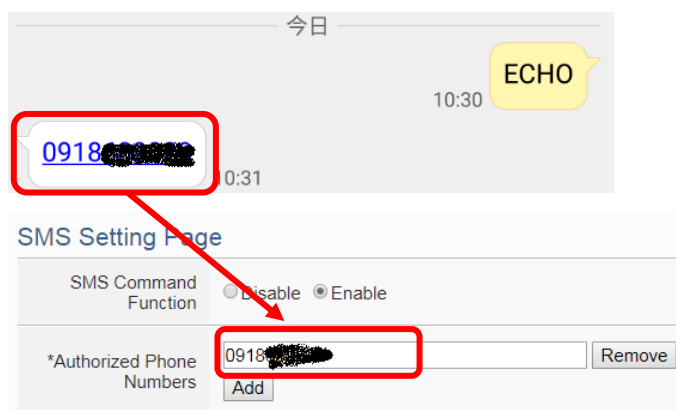 今日
ECHO
10:30
0918
10:31
SMS Setting Page
SMS Command
Function
Disable Enable
*Authorized Phone
Numbers
0918
Remove
Add